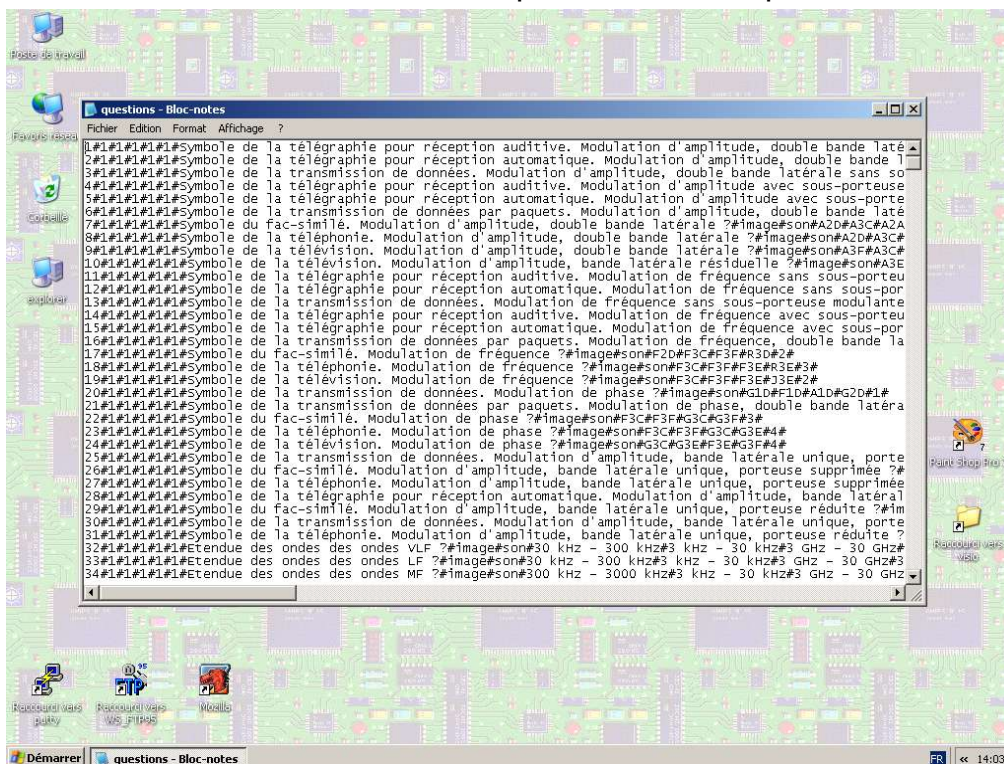 Poste de travail
questions - Bloc-notes
Fichier Edition Format Affichage ?
Favoris réseau
1#1#1#1#1#1#Symbole de la télégraphie pour réception auditive. Modulation d'amplitude, double bande laté
2#1#1#1#1#1#Symbole de la télégraphie pour réception automatique. Modulation d'amplitude, double bande l
3#1#1#1#1#1#Symbole de la transmission de données. Modulation d'amplitude, double bande latérale sans so
4#1#1#1#1#1#Symbole de la télégraphie pour réception auditive. Modulation d'amplitude avec sous-porteuse
5#1#1#1#1#1#Symbole de la télégraphie pour réception automatique. Modulation d'amplitude avec sous-porte
6#1#1#1#1#1#Symbole de la transmission de données par paquets. Modulation d'amplitude, double bande laté
7#1#1#1#1#1#Symbole du fac-similé. Modulation d'amplitude, double bande latérale ?#image#son#A2D#A3C#A2A
8#1#1#1#1#1#Symbole de la téléphonie. Modulation d'amplitude, double bande latérale ?#image#son#A2D#A3C#
9#1#1#1#1#1#Symbole de la télévision. Modulation d'amplitude, double bande latérale ?#image#son#A3F#A3C#
10#1#1#1#1#1#Symbole de la télévision. Modulation d'amplitude, bande latérale résiduelle ?#image#son#A3E
11#1#1#1#1#1#Symbole de la télégraphie pour réception auditive. Modulation de fréquence sans sous-porteu
12#1#1#1#1#1#Symbole de la télégraphie pour réception automatique. Modulation de fréquence sans sous-por
13#1#1#1#1#1#Symbole de la transmission de données. Modulation de fréquence sans sous-porteuse modulante
14#1#1#1#1#1#Symbole de la télégraphie pour réception auditive. Modulation de fréquence avec sous-porteu
15#1#1#1#1#1#Symbole de la télégraphie pour réception automatique. Modulation de fréquence avec sous-por
16#1#1#1#1#1#Symbole de la transmission de données par paquets. Modulation de fréquence, double bande la
17#1#1#1#1#1#Symbole du fac-similé. Modulation de fréquence ?#image#son#F2D#F3C#F3F#R3D#2#
18#1#1#1#1#1#Symbole de la téléphonie. Modulation de fréquence ?#image#son#F3C#F3F#F3E#R3E#3#
19#1#1#1#1#1#Symbole de la télévision. Modulation de fréquence ?#image#son#F3C#F3F#F3E#J3E#2#
20#1#1#1#1#1#Symbole de la transmission de données. Modulation de phase ?#image#son#G1D#F1D#A1D#G2D#1#
21#1#1#1#1#1#Symbole de la transmission de données par paquets. Modulation de phase, double bande latéra
22#1#1#1#1#1#Symbole du fac-similé. Modulation de phase ?#image#son#F3C#F3F#G3C#G3F#3#
23#1#1#1#1#1#Symbole de la téléphonie. Modulation de phase ?#image#son#F3C#F3F#G3C#G3E#4#
24#1#1#1#1#1#Symbole de la télévision. Modulation de phase ?#image#son#G3C#G3E#F3E#G3F#4#
25#1#1#1#1#1#Symbole de la transmission de données. Modulation d'amplitude, bande latérale unique, porte
26#1#1#1#1#1#Symbole du fac-similé. Modulation d'amplitude, bande latérale unique, porteuse supprimée ?#
27#1#1#1#1#1#Symbole de la téléphonie. Modulation d'amplitude, bande latérale unique, porteuse supprimée
28#1#1#1#1#1#Symbole de la télégraphie pour réception automatique. Modulation d'amplitude, bande latéral
29#1#1#1#1#1#Symbole du fac-similé. Modulation d'amplitude, bande latérale unique, porteuse réduite ?#im
30#1#1#1#1#1#Symbole de la transmission de données. Modulation d'amplitude, bande latérale unique, porte
31#1#1#1#1#1#Symbole de la téléphonie. Modulation d'amplitude, bande latérale unique, porteuse réduite ?
32#1#1#1#1#1#Etendue des ondes des ondes VLF ?#image#son#30 kHz - 300 kHz#3 kHz - 30 kHz#3 GHz - 30 GHz#
33#1#1#1#1#1#Etendue des ondes des ondes LF ?#image#son#30 kHz - 300 kHz#3 kHz - 30 kHz#3 GHz - 30 GHz#3
34#1#1#1#1#1#Etendue des ondes des ondes MF ?#image#son#300 kHz - 3000 kHz#3 kHz - 30 kHz#3 GHz - 30 GHz
Corbeille
explorer
Paint Shop Pro 7
Raccourci vers
visio
Raccourci vers
putty
Raccourci vers
WS_FTP95
Mozilla
Démarrer
questions - Bloc-notes
FR
«
14:03